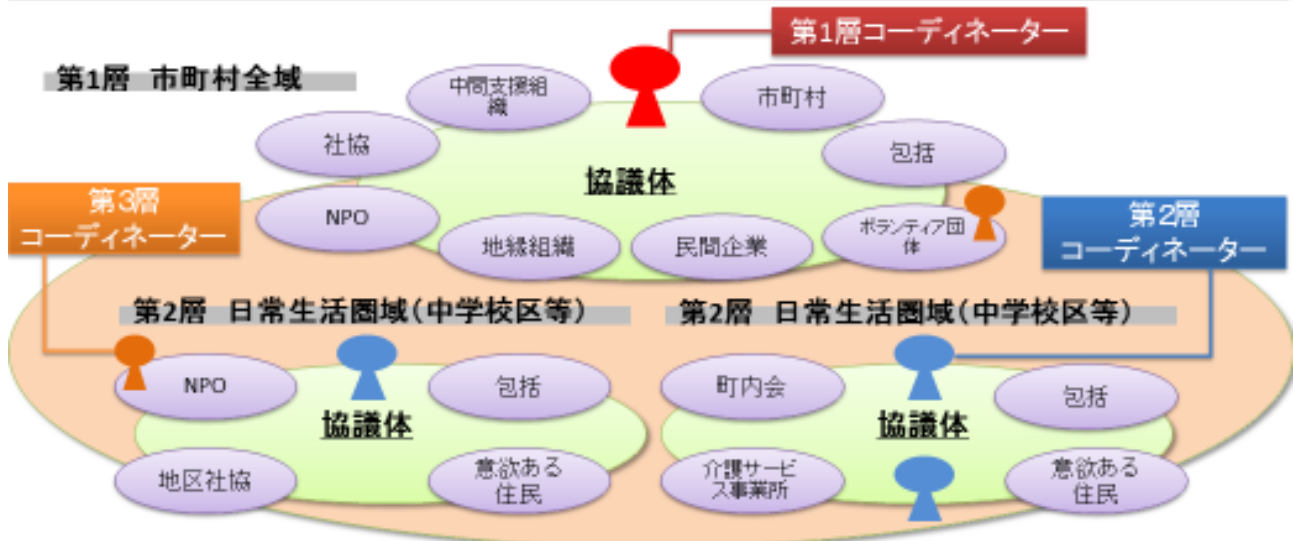 第1層コーディネーター
第1層 市町村全域
中間支援組
織
市町村
社協
包括
協議体
第3層
コーディネーター
NPO
地縁組織
民間企業
ボランティア団
体
第2層
コーディネーター
第2層 日常生活圏域(中学校区等)
第2層 日常生活圏域(中学校区等)
NPO
包括
協議体
地区社協
意欲ある
住民
町内会
包括
協議体
介護サービ
ス事業所
意欲ある
住民